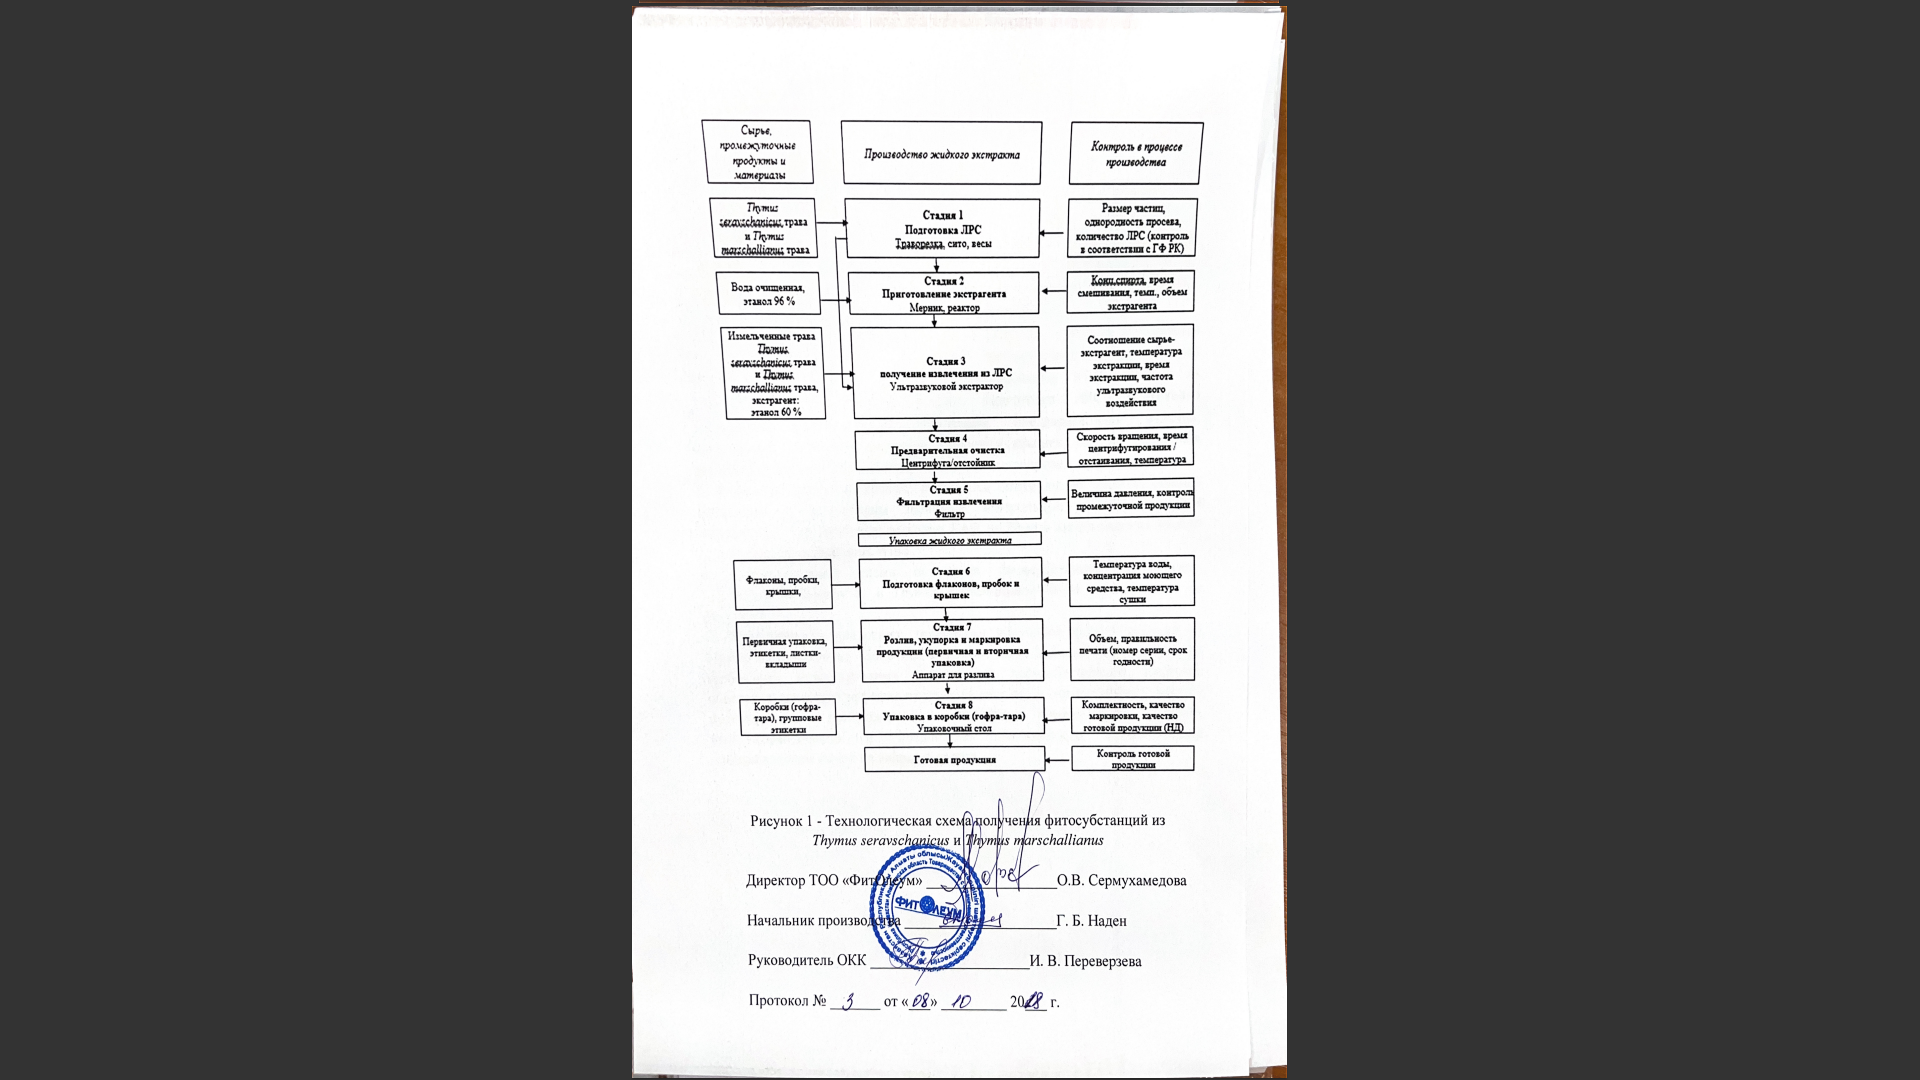 Сырье,
промежуточные
продукты и
материалы
Производство жидкого экстракта
Контроль в процессе
производства
Thymus
seravschanicus трава
и Thymus
marschallianus трава
Стадия 1
Подготовка ЛРС
Траворезка, сито, весы
Размер частиц,
однородность просева,
количество ЛРС (контроль
в соответствии с ГФ РК)
Вода очищенная,
этанол 96 %
Стадия 2
Приготовление экстрагента
Мерник, реактор
Конц.спирта, время
смешивания, темп., объем
экстрагента
Измельченные трава
Thymus
seravschanicus трава
и Thymus
marschallianus трава,
экстрагент:
этанол 60 %
Стадия 3
получение извлечения из ЛРС
Ультразвуковой экстрактор
Соотношение сырье-
экстрагент, температура
экстракции, время
экстракции, частота
ультразвукового
воздействия
Стадия 4
Предварительная очистка
Центрифуга/отстойник
Скорость вращения, время
центрифугирования /
отстаивания, температура
Стадия 5
Фильтрация извлечения
Фильтр
Величина давления, контроль
промежуточной продукции
Упаковка жидкого экстракта
Флаконы, пробки,
крышки,
Стадия 6
Подготовка флаконов, пробок и
крышек
Температура воды,
концентрация моющего
средства, температура
сушки
Первичная упаковка,
этикетки, листки-
вкладыши
Стадия 7
Розлив, укупорка и маркировка
продукции (первичная и вторичная
упаковка)
Аппарат для разлива
Объем, правильность
печати (номер серии, срок
годности)
Коробки (гофра-
тара), групповые
этикетки
Стадия 8
Упаковка в коробки (гофра-тара)
Упаковочный стол
Комплектность, качество
маркировки, качество
готовой продукции (НД)
Готовая продукция
Контроль готовой
продукции
Рисунок 1 - Технологическая схема получения фитосубстанций из
Thymus seravschanicus и Thymus marschallianus
Директор ТОО «ФитОлеум» О.В. Сермухамедова
ФИТОЛЕУМ
Начальник производства Г. Б. Наден
Руководитель ОКК И. В. Переверзева
Протокол № 3 от «08» 10 2018 г.